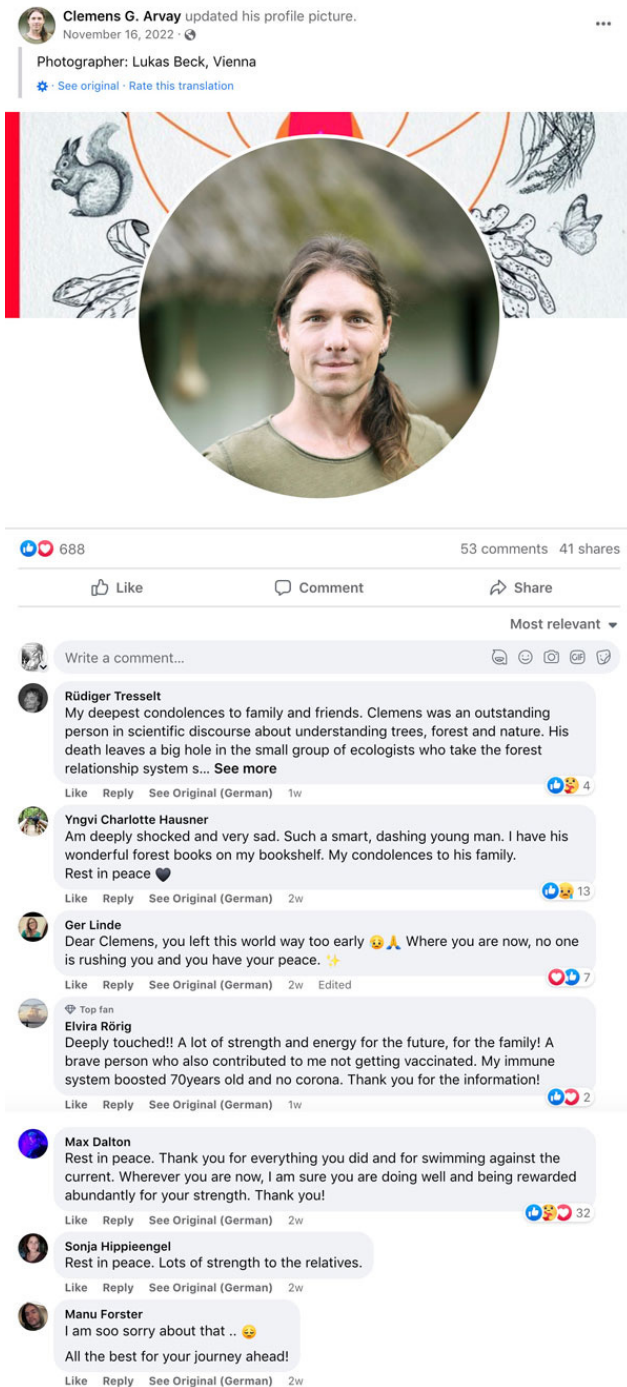 Clemens G. Arvay updated his profile picture.
November 16, 2022 ·
Photographer: Lukas Beck, Vienna
· See original · Rate this translation
688
53 comments 41 shares
Like
Comment
Share
Most relevant
Write a comment...
GIF
Rüdiger Tresselt
My deepest condolences to family and friends. Clemens was an outstanding
person in scientific discourse about understanding trees, forest and nature. His
death leaves a big hole in the small group of ecologists who take the forest
relationship system s... See more
4
Like Reply See Original (German) 1w
Yngvi Charlotte Hausner
Am deeply shocked and very sad. Such a smart, dashing young man. I have his
wonderful forest books on my bookshelf. My condolences to his family.
Rest in peace 🖤
13
Like Reply See Original (German) 2w
Ger Linde
Dear Clemens, you left this world way too early 😥🙏 Where you are now, no one
is rushing you and you have your peace. ✨
7
Like Reply See Original (German) 2w Edited
Top fan
Elvira Rörig
Deeply touched!! A lot of strength and energy for the future, for the family! A
brave person who also contributed to me not getting vaccinated. My immune
system boosted 70years old and no corona. Thank you for the information!
2
Like Reply See Original (German) 1w
Max Dalton
Rest in peace. Thank you for everything you did and for swimming against the
current. Wherever you are now, I am sure you are doing well and being rewarded
abundantly for your strength. Thank you!
32
Like Reply See Original (German) 2w
Sonja Hippieengel
Rest in peace. Lots of strength to the relatives.
Like Reply See Original (German) 2w
Manu Forster
I am soo sorry about that .. 😔
All the best for your journey ahead!
Like Reply See Original (German) 2w